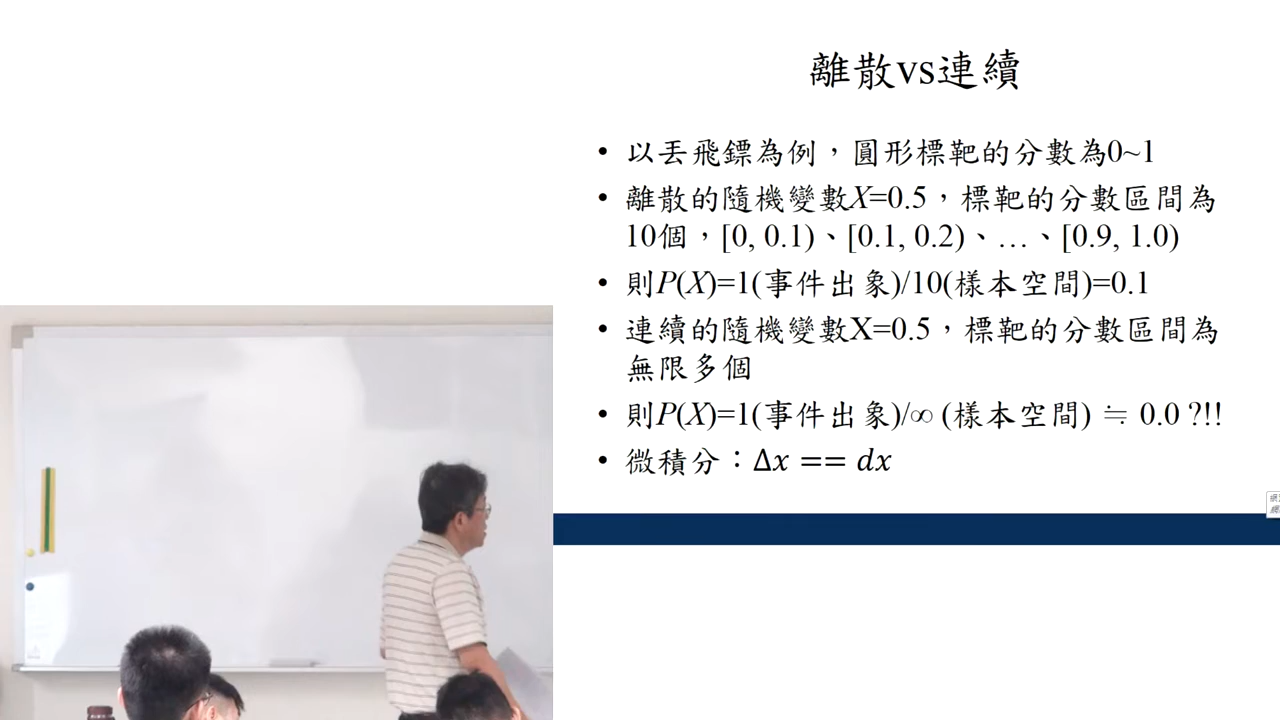 離散vs連續
• 以丟飛鏢為例，圓形標靶的分數為0~1
• 離散的隨機變數X=0.5，標靶的分數區間為
10個，[0, 0.1)、[0.1, 0.2)、…、[0.9, 1.0)
• 則P(X)=1(事件出象)/10(樣本空間)=0.1
• 連續的隨機變數X=0.5，標靶的分數區間為
無限多個
• 則P(X)=1(事件出象)/∞ (樣本空間) ≒ 0.0 ?!!
• 微積分：Δx == dx